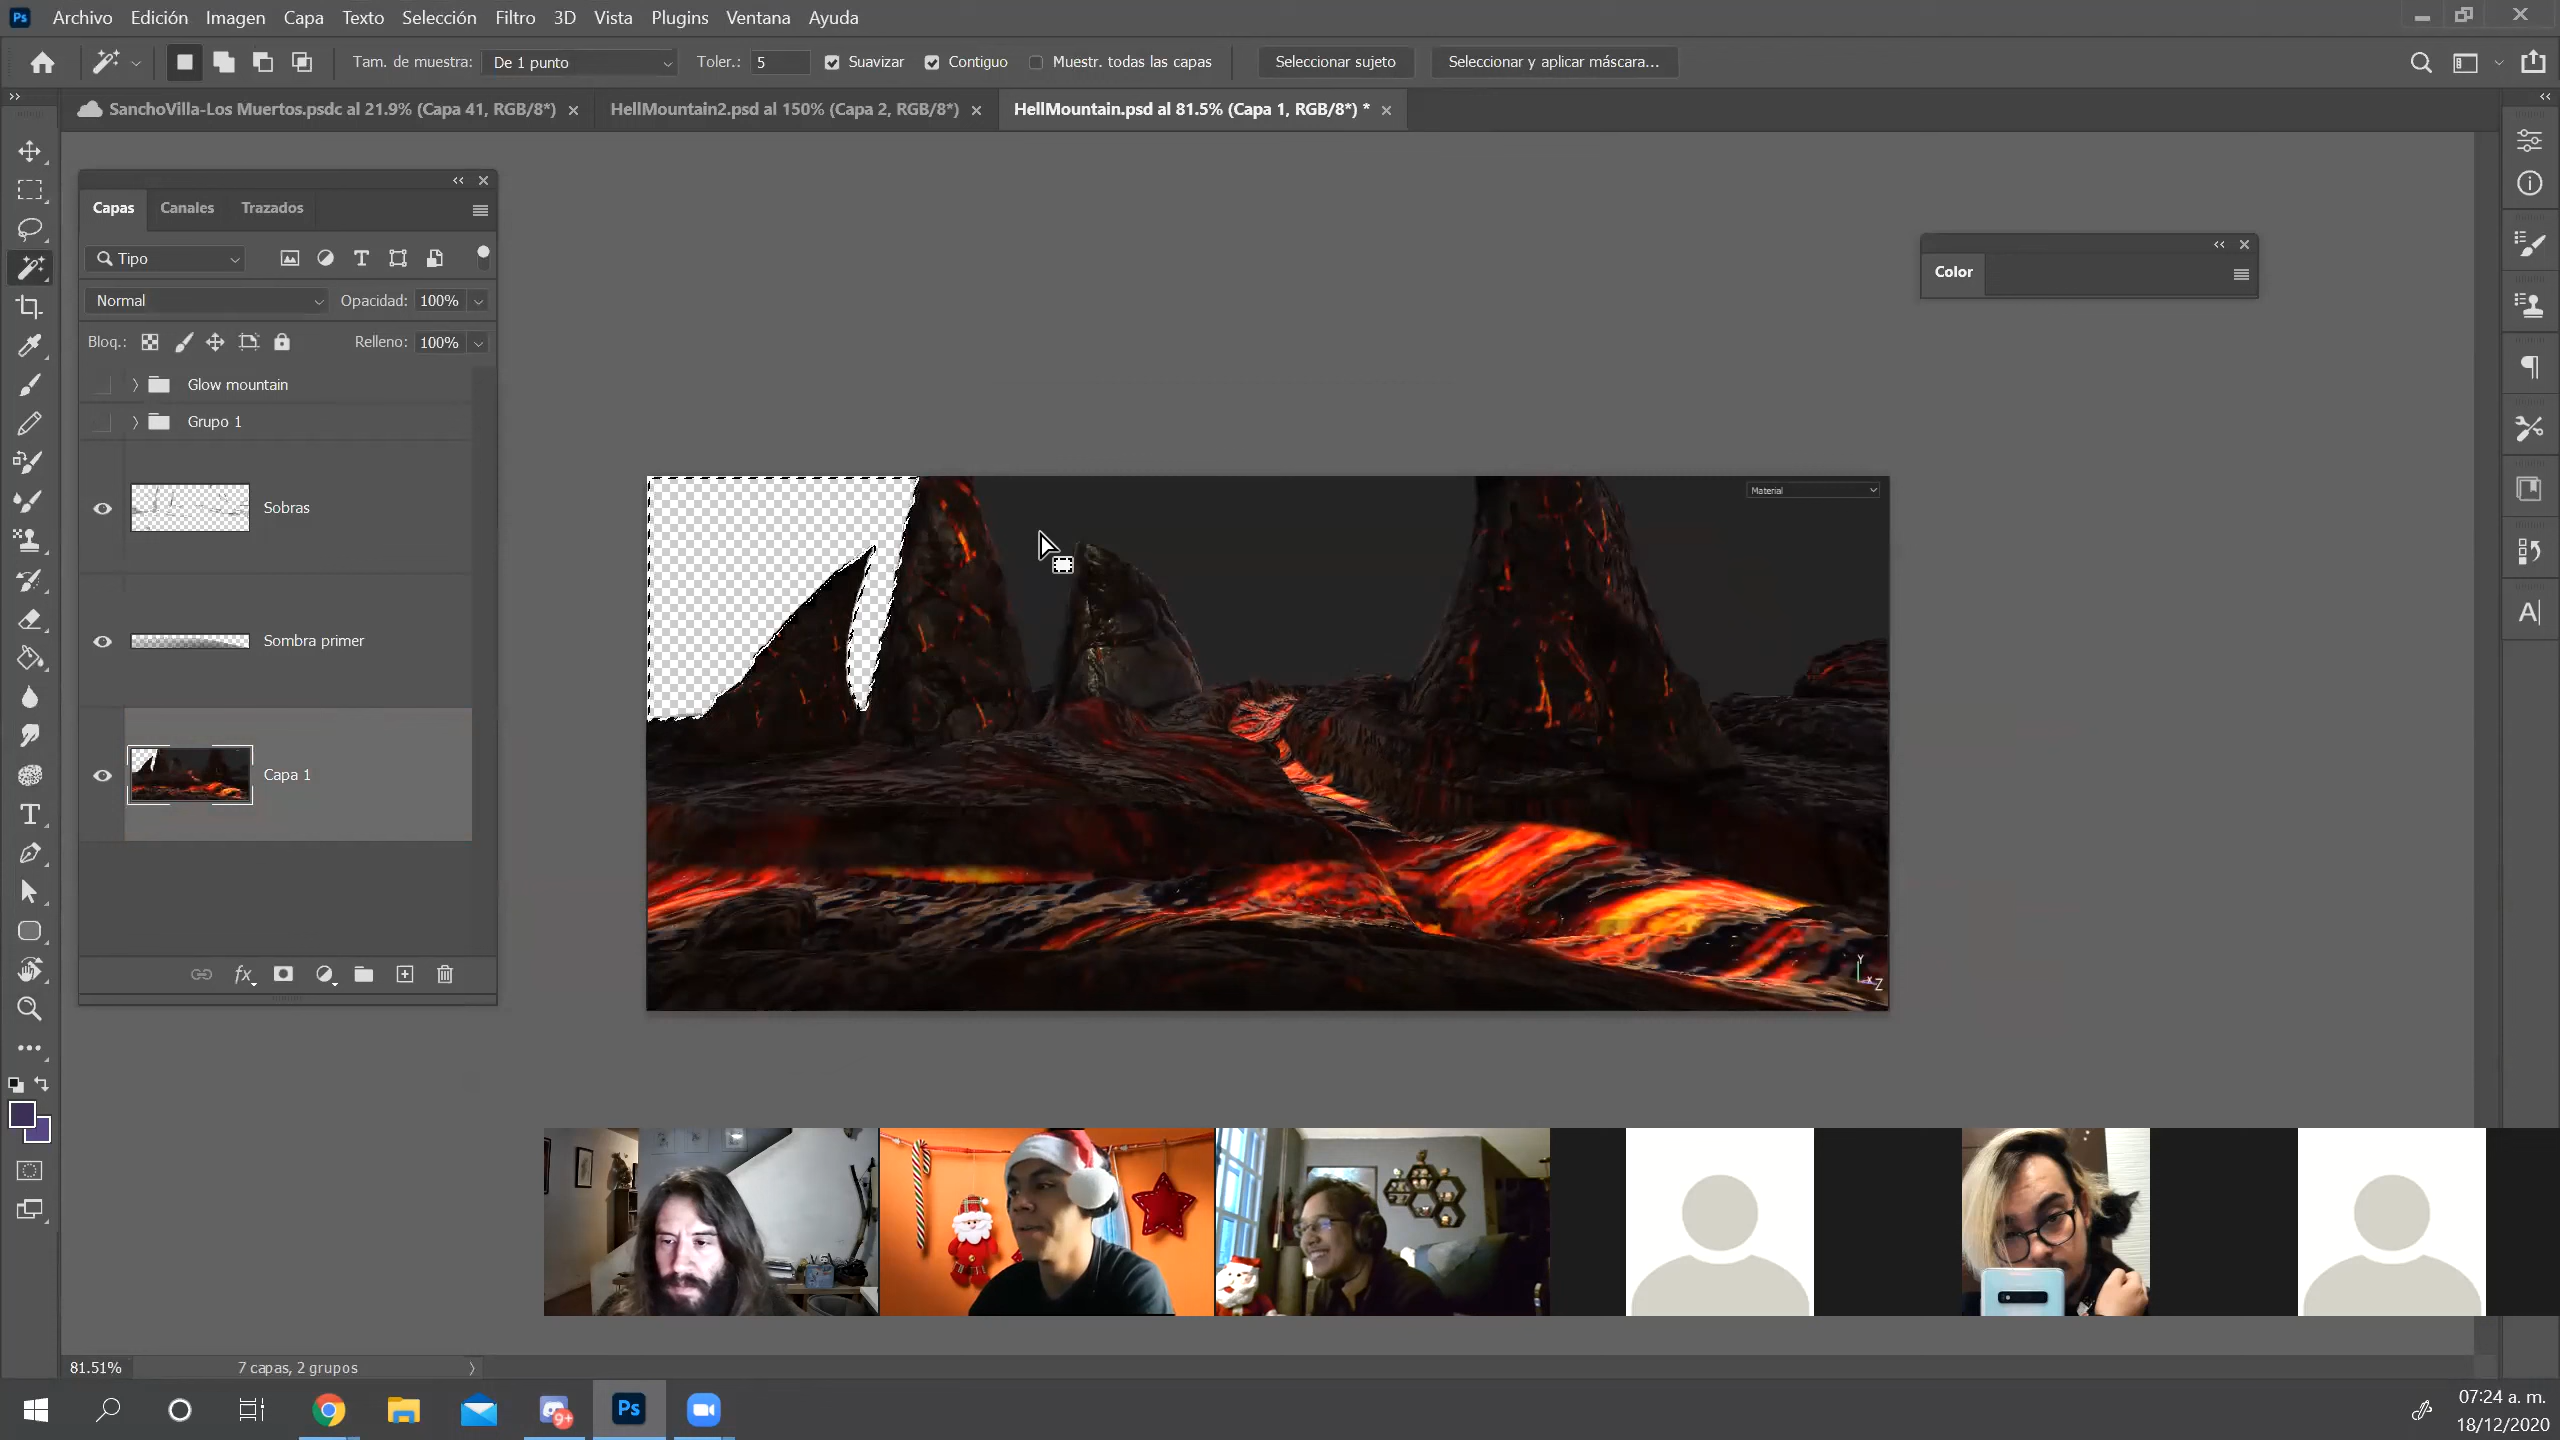 Ps Archivo Edición Imagen Capa Texto Selección Filtro 3D Vista Plugins Ventana Ayuda
Tam. de muestra: De 1 punto Toler.: 5 Suavizar Contiguo Muestr. todas las capas Seleccionar sujeto Seleccionar y aplicar máscara...
SanchoVilla-Los Muertos.psdc al 21.9% (Capa 41, RGB/8*) HellMountain2.psd al 150% (Capa 2, RGB/8*) HellMountain.psd al 81.5% (Capa 1, RGB/8*) *
Capas Canales Trazados
Tipo
Normal Opacidad: 100%
Bloq.: Relleno: 100%
Glow mountain
Grupo 1
Sobras
Sombra primer
Capa 1
fx
Color
Material
Y
x Z
81.51% 7 capas, 2 grupos
9+
Ps
07:24 a. m.
18/12/2020